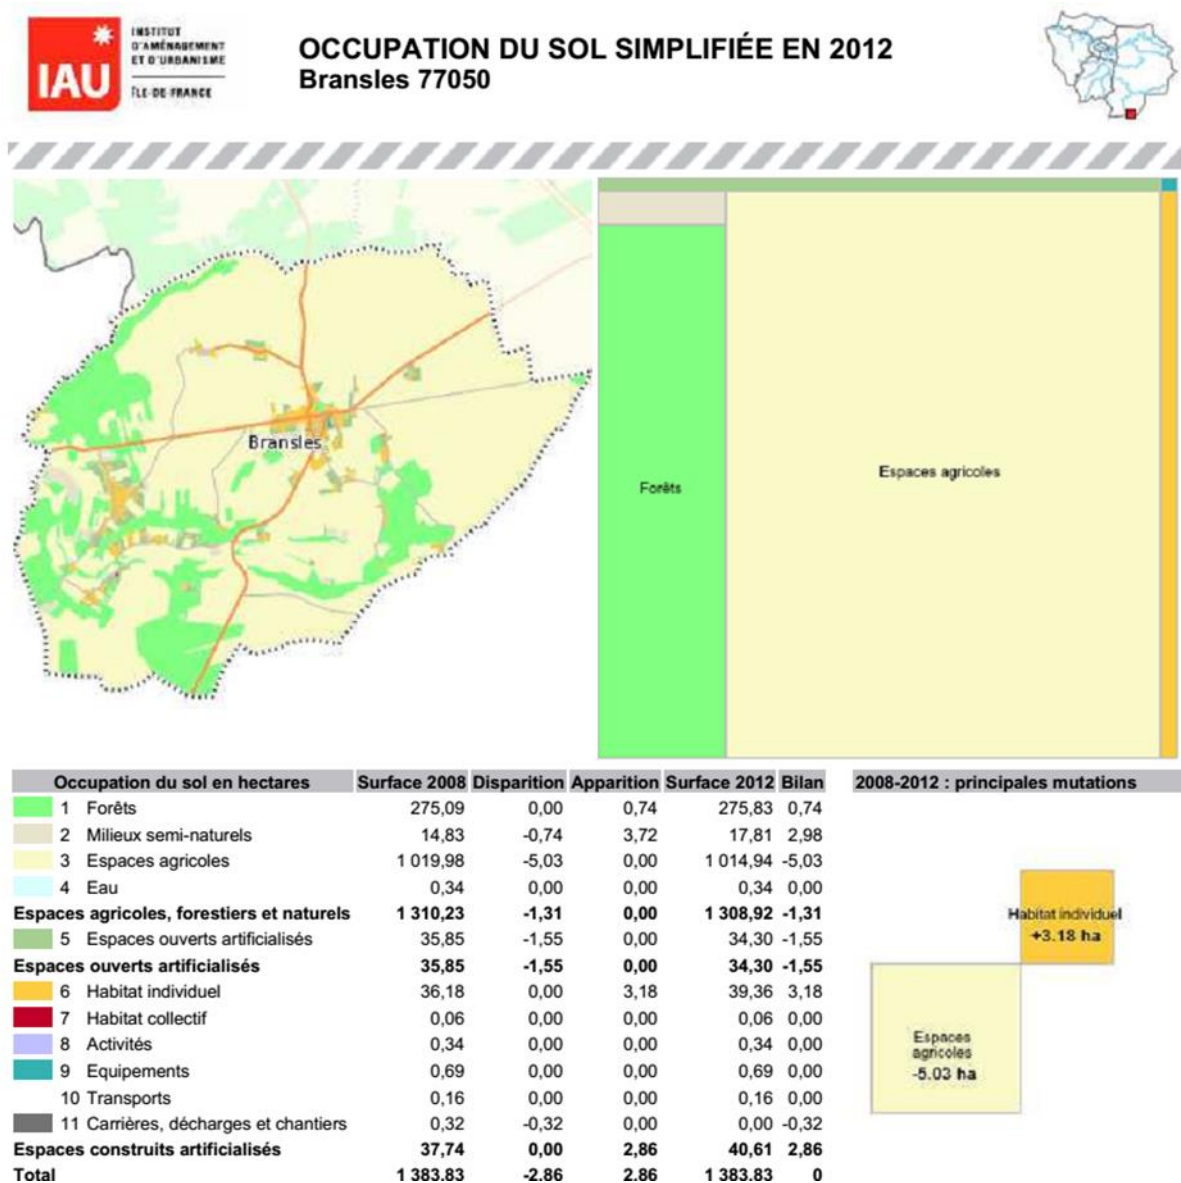 INSTITUT
D'AMÉNAGEMENT
ET D'URBANISME
IAU
ÎLE-DE-FRANCE
OCCUPATION DU SOL SIMPLIFIÉE EN 2012
Bransles 77050
Bransles
Forêts
Espaces agricoles
Occupation du sol en hectares Surface 2008 Disparition Apparition Surface 2012 Bilan
1 Forêts 275,09 0,00 0,74 275,83 0,74
2 Milieux semi-naturels 14,83 -0,74 3,72 17,81 2,98
3 Espaces agricoles 1 019,98 -5,03 0,00 1 014,94 -5,03
4 Eau 0,34 0,00 0,00 0,34 0,00
Espaces agricoles, forestiers et naturels 1 310,23 -1,31 0,00 1 308,92 -1,31
5 Espaces ouverts artificialisés 35,85 -1,55 0,00 34,30 -1,55
Espaces ouverts artificialisés 35,85 -1,55 0,00 34,30 -1,55
6 Habitat individuel 36,18 0,00 3,18 39,36 3,18
7 Habitat collectif 0,06 0,00 0,00 0,06 0,00
8 Activités 0,34 0,00 0,00 0,34 0,00
9 Equipements 0,69 0,00 0,00 0,69 0,00
10 Transports 0,16 0,00 0,00 0,16 0,00
11 Carrières, décharges et chantiers 0,32 -0,32 0,00 0,00 -0,32
Espaces construits artificialisés 37,74 0,00 2,86 40,61 2,86
Total 1 383,83 -2,86 2,86 1 383,83 0
2008-2012 : principales mutations
Habitat individuel
+3.18 ha
Espaces
agricoles
-5.03 ha